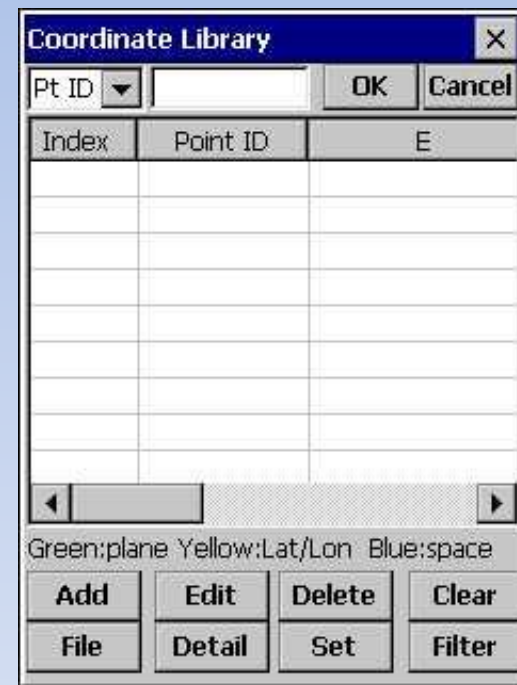 Coordinate Library
Pt ID OK Cancel
Index Point ID E
Green:plane Yellow:Lat/Lon Blue:space
Add Edit Delete Clear
File Detail Set Filter